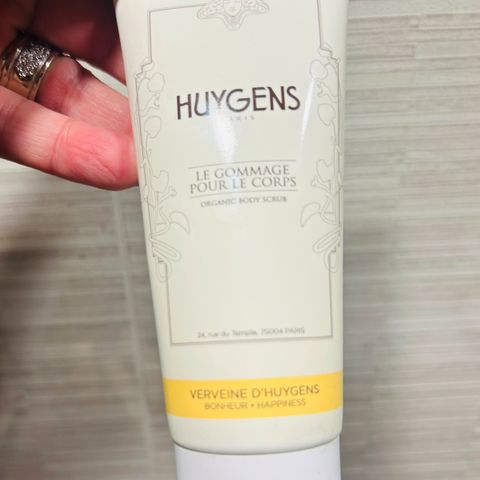 HUYGENS
PARIS
LE GOMMAGE
POUR LE CORPS
ORGANIC BODY SCRUB
24, rue du Temple, 75004 PARIS
VERVEINE D'HUYGENS
BONHEUR • HAPPINESS